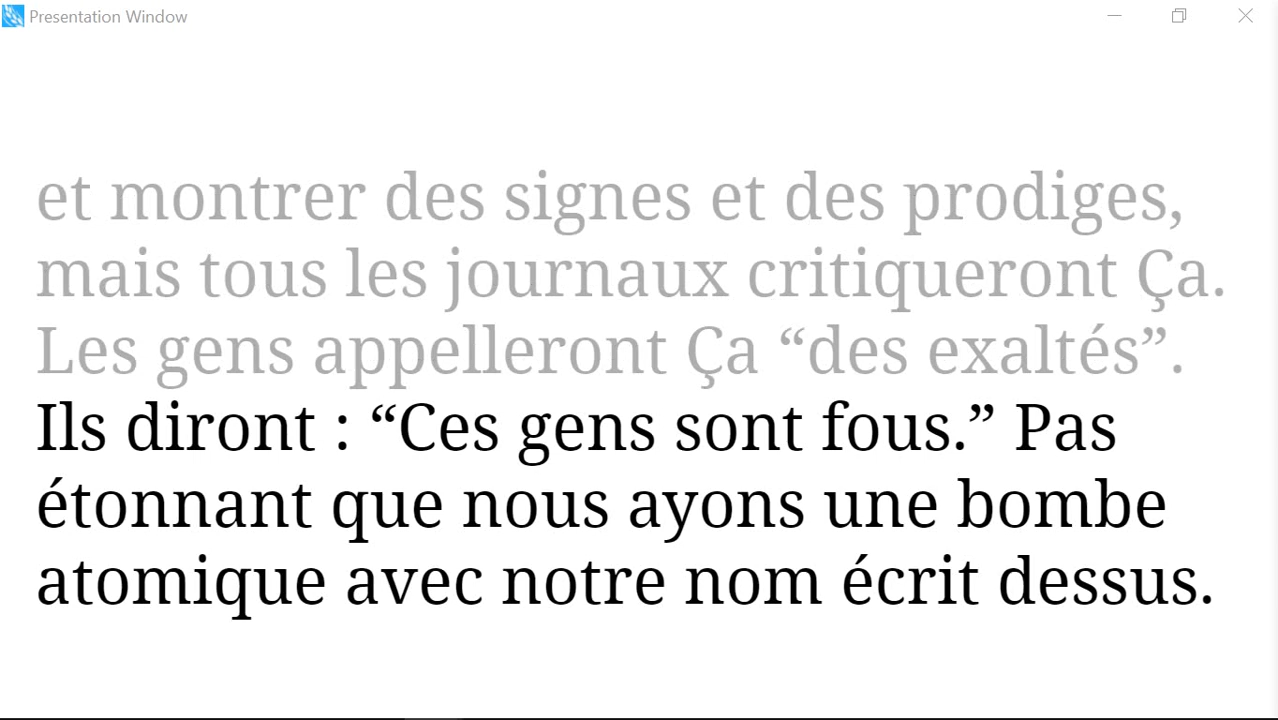 Presentation Window
et montrer des signes et des prodiges,
mais tous les journaux critiqueront Ça.
Les gens appelleront Ça “des exaltés”.
Ils diront : “Ces gens sont fous.” Pas
étonnant que nous ayons une bombe
atomique avec notre nom écrit dessus.